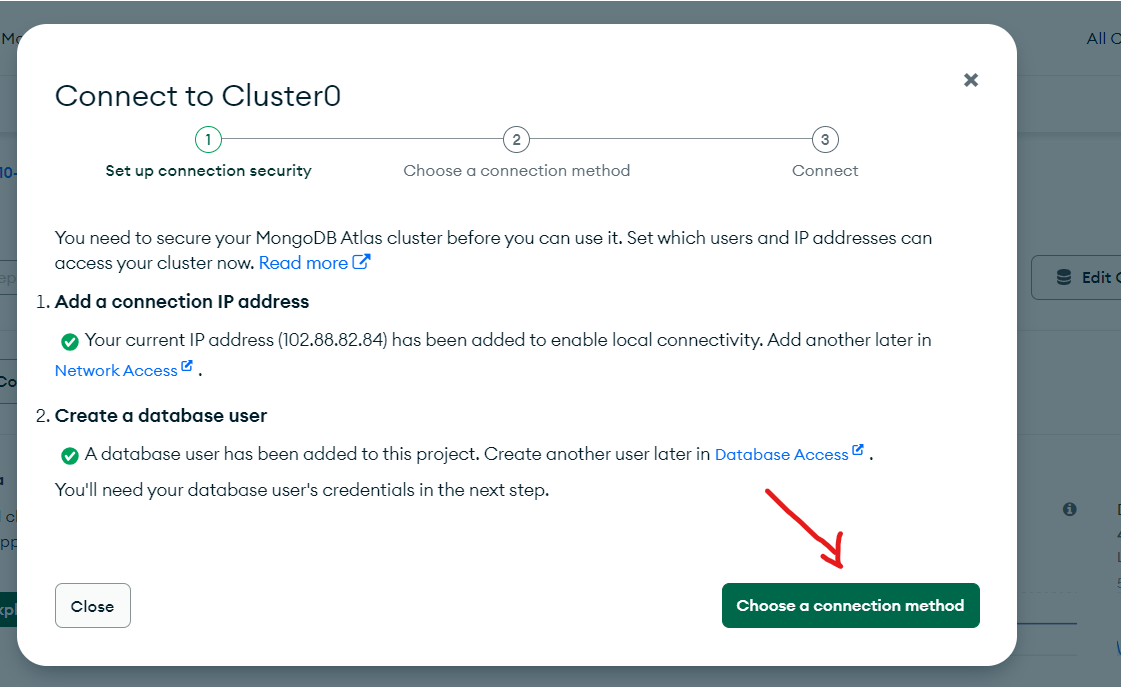 All
Connect to Cluster0
1
2
3
Set up connection security
Choose a connection method
Connect
You need to secure your MongoDB Atlas cluster before you can use it. Set which users and IP addresses can
access your cluster now. Read more
1. Add a connection IP address
Your current IP address (102.88.82.84) has been added to enable local connectivity. Add another later in
Network Access .
2. Create a database user
A database user has been added to this project. Create another user later in Database Access .
You'll need your database user's credentials in the next step.
Close
Choose a connection method
Edit